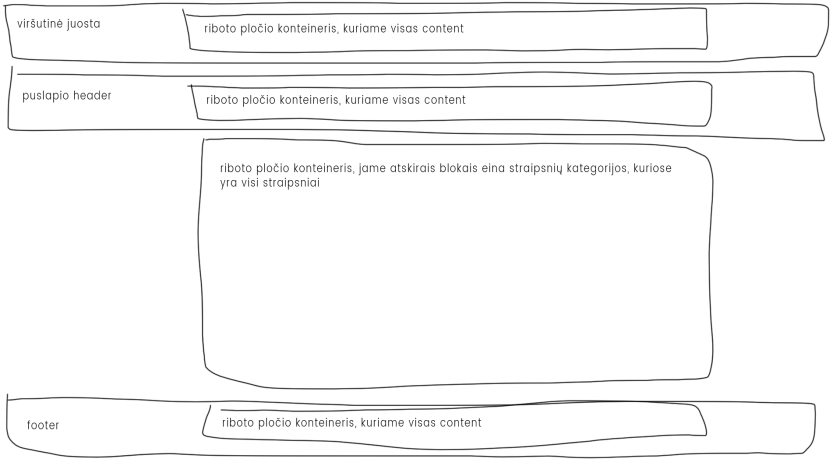 viršutinė juosta
riboto pločio konteineris, kuriame visas content
puslapio header
riboto pločio konteineris, kuriame visas content
riboto pločio konteineris, jame atskirais blokais eina straipsnių kategorijos, kuriose
yra visi straipsniai
footer
riboto pločio konteineris, kuriame visas content